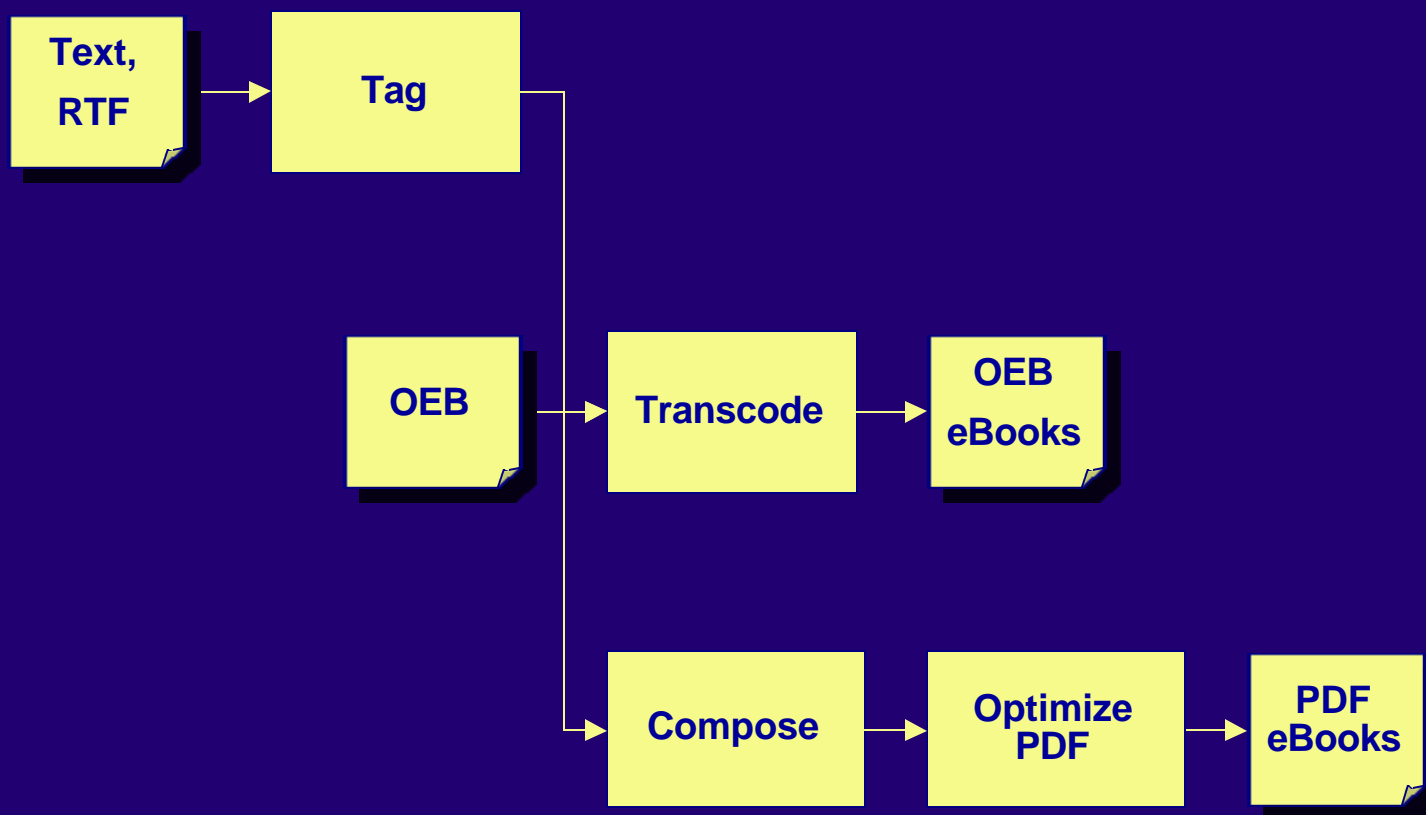 Text,
RTF
Tag
OEB
Transcode
OEB
eBooks
Compose
Optimize
PDF
PDF
eBooks